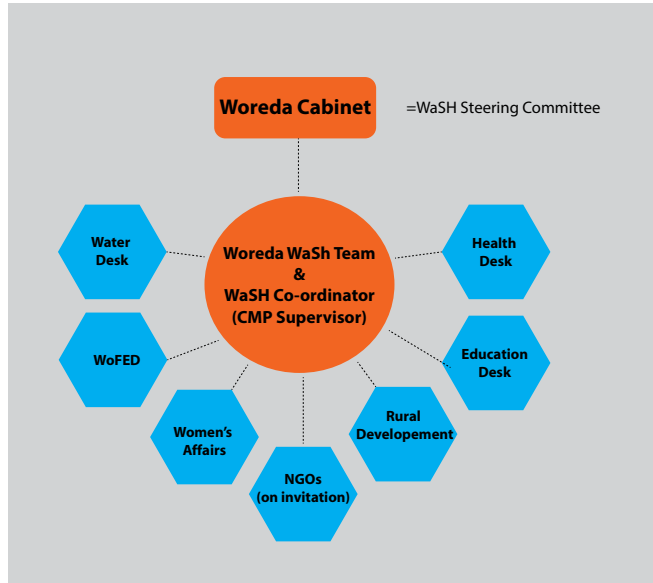 Woreda Cabinet
=WaSH Steering Committee
Woreda WaSh Team
&
WaSH Co-ordinator
(CMP Supervisor)
Water
Desk
Health
Desk
WoFED
Education
Desk
Women's
Affairs
Rural
Developement
NGOs
(on invitation)